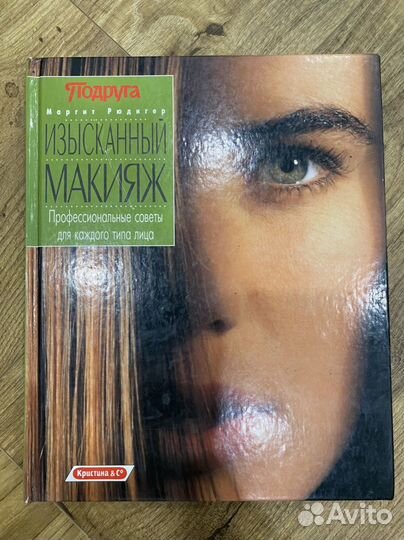 Подруга
Маргит Рюдигер
ИЗЫСКАННЫЙ
МАКИЯЖ
Профессиональные советы
для каждого типа лица
Кристина & C°
Avito